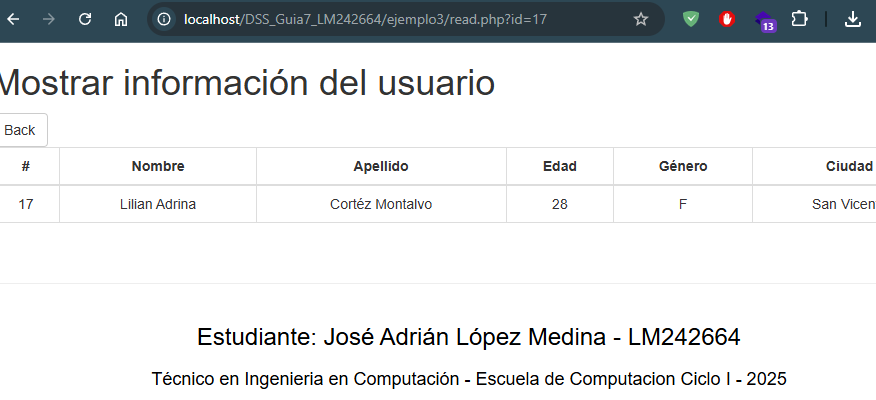 localhost/DSS_Guia7_LM242664/ejemplo3/read.php?id=17
13
Mostrar información del usuario
Back
# Nombre Apellido Edad Género Ciudad
17 Lilian Adrina Cortéz Montalvo 28 F San Vicen
Estudiante: José Adrián López Medina - LM242664
Técnico en Ingenieria en Computación - Escuela de Computacion Ciclo I - 2025